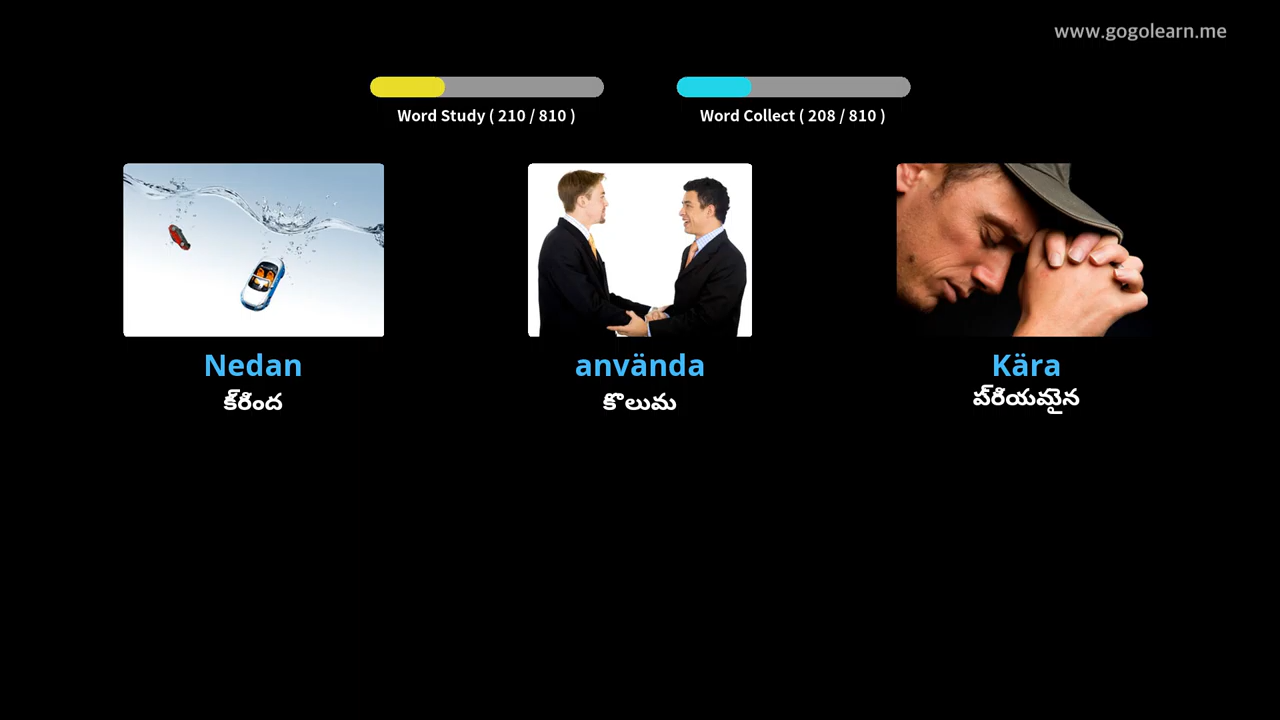 www.gogolearn.me
Word Study ( 210 / 810 )
Word Collect ( 208 / 810 )
Nedan
använda
Kära
క్రింద
కొలుమ
ప్రియమైన